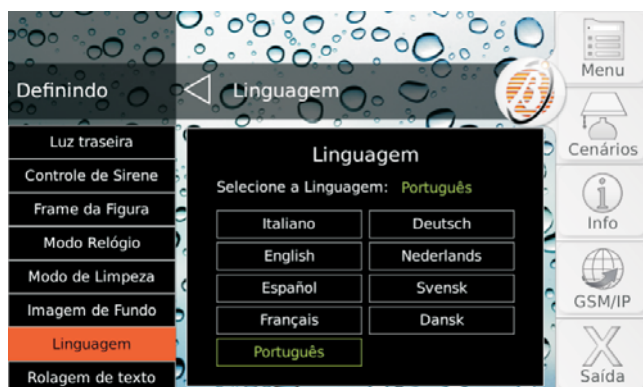 Definindo
Linguagem
Luz traseira
Controle de Sirene
Frame da Figura
Modo Relógio
Modo de Limpeza
Imagem de Fundo
Linguagem
Rolagem de texto
Linguagem
Selecione a Linguagem: Português
Italiano Deutsch
English Nederlands
Español Svensk
Français Dansk
Português
Menu
Cenários
Info
GSM/IP
Saída